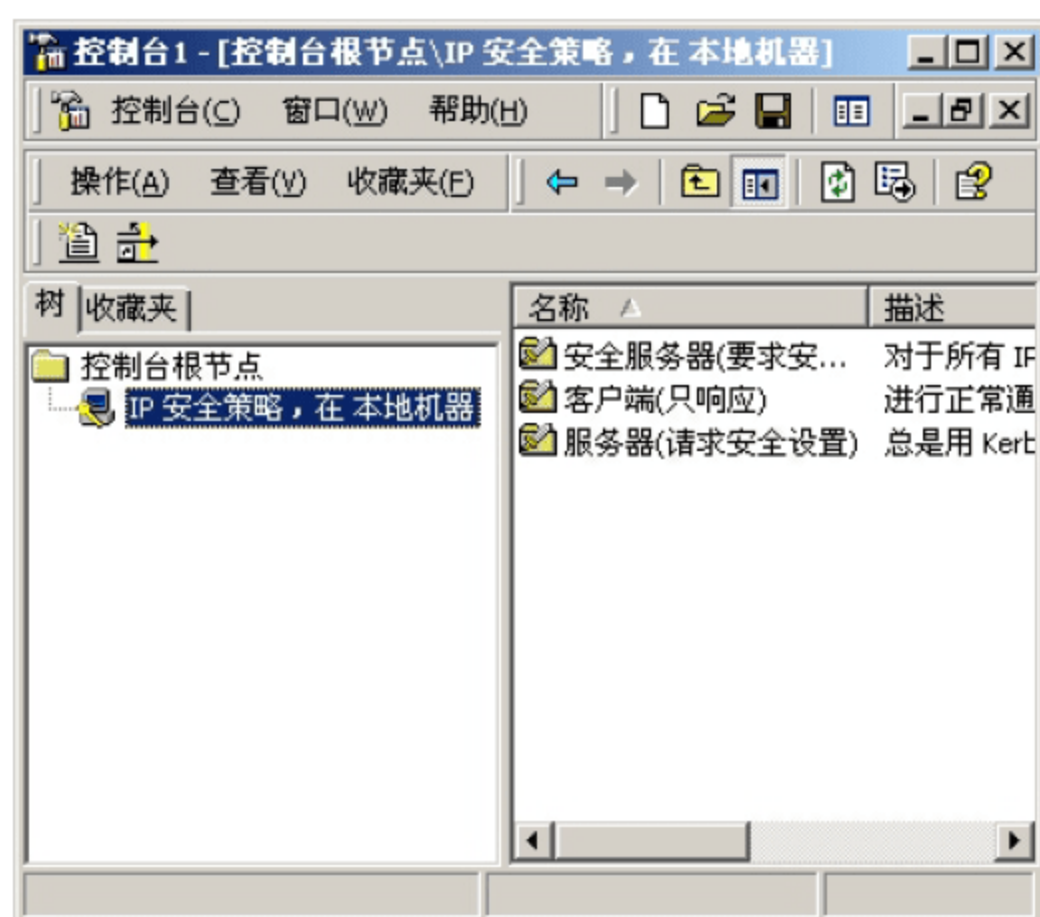 控制台1 - [控制台根节点\IP 安全策略，在 本地机器]
控制台(C) 窗口(W) 帮助(H)
操作(A) 查看(V) 收藏夹(F)
树 收藏夹
名称 描述
控制台根节点
IP 安全策略，在 本地机器
安全服务器(要求安... 对于所有 IP
客户端(只响应) 进行正常通
服务器(请求安全设置) 总是用 Kerb